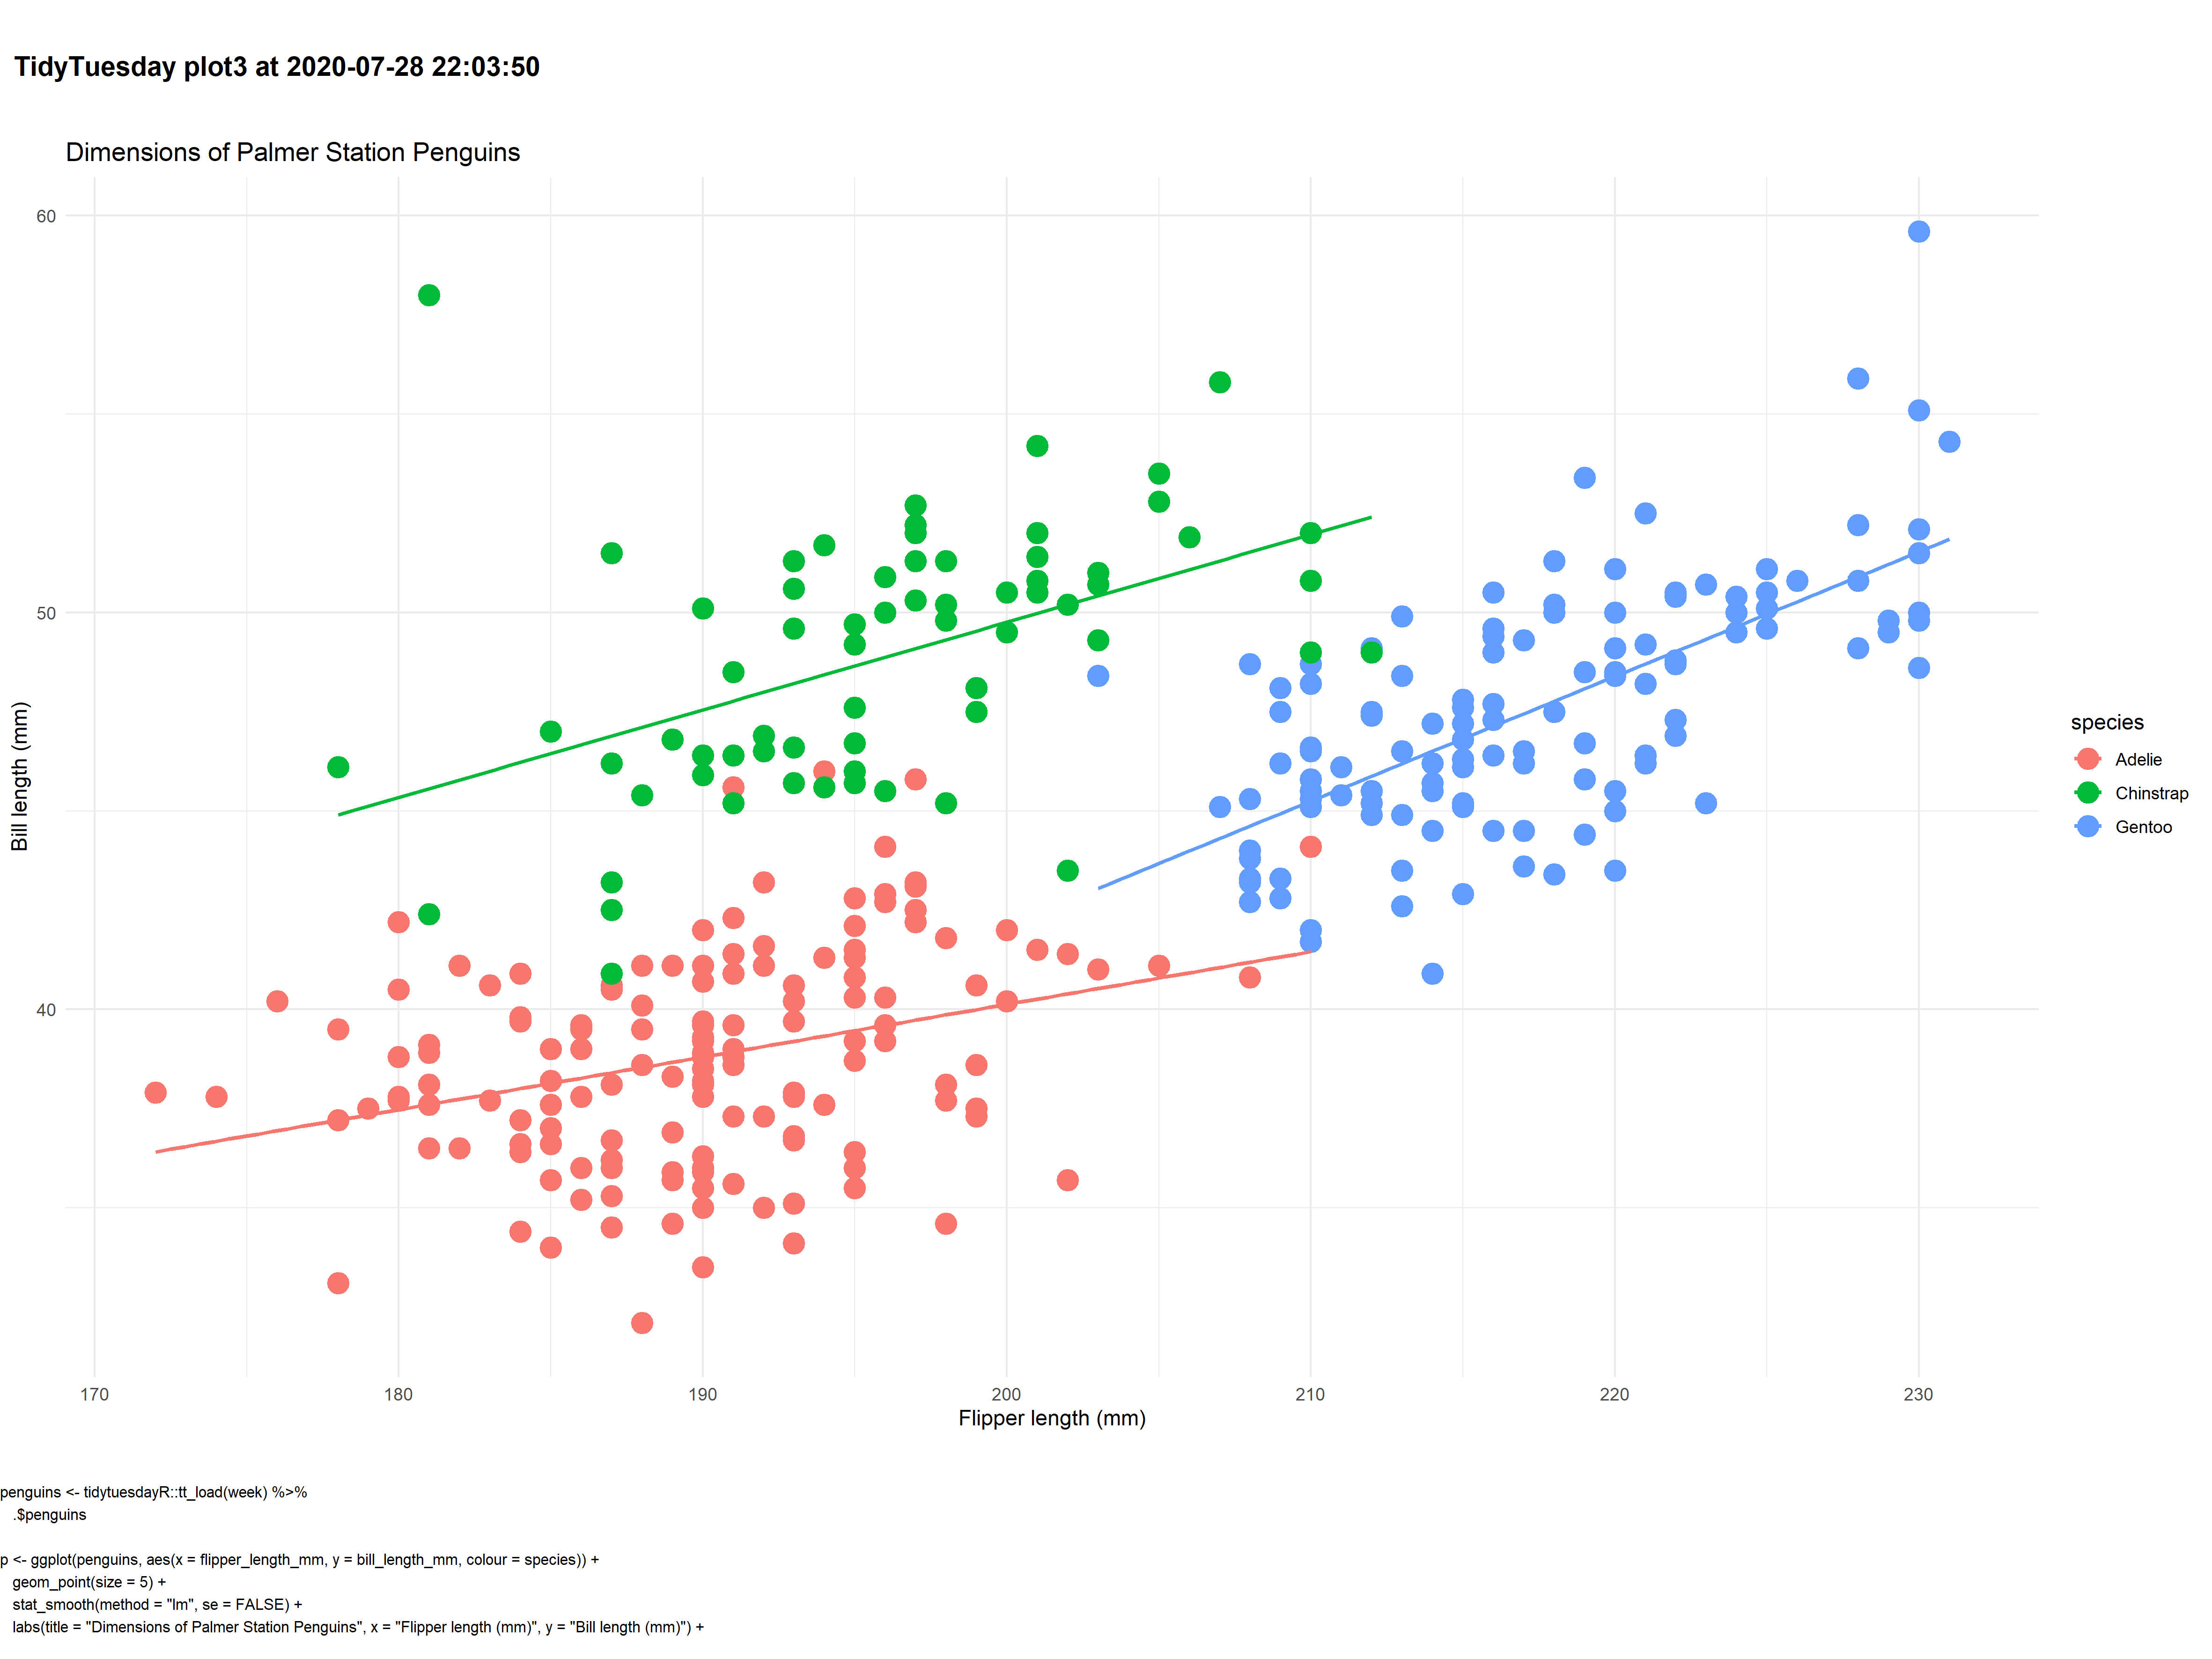 TidyTuesday plot3 at 2020-07-28 22:03:50
Dimensions of Palmer Station Penguins
60
50
40
Bill length (mm)
170 180 190 200 210 220 230
Flipper length (mm)
species
Adelie
Chinstrap
Gentoo
penguins <- tidytuesdayR::tt_load(week) %>%
.$penguins
p <- ggplot(penguins, aes(x = flipper_length_mm, y = bill_length_mm, colour = species)) +
geom_point(size = 5) +
stat_smooth(method = "lm", se = FALSE) +
labs(title = "Dimensions of Palmer Station Penguins", x = "Flipper length (mm)", y = "Bill length (mm)") +